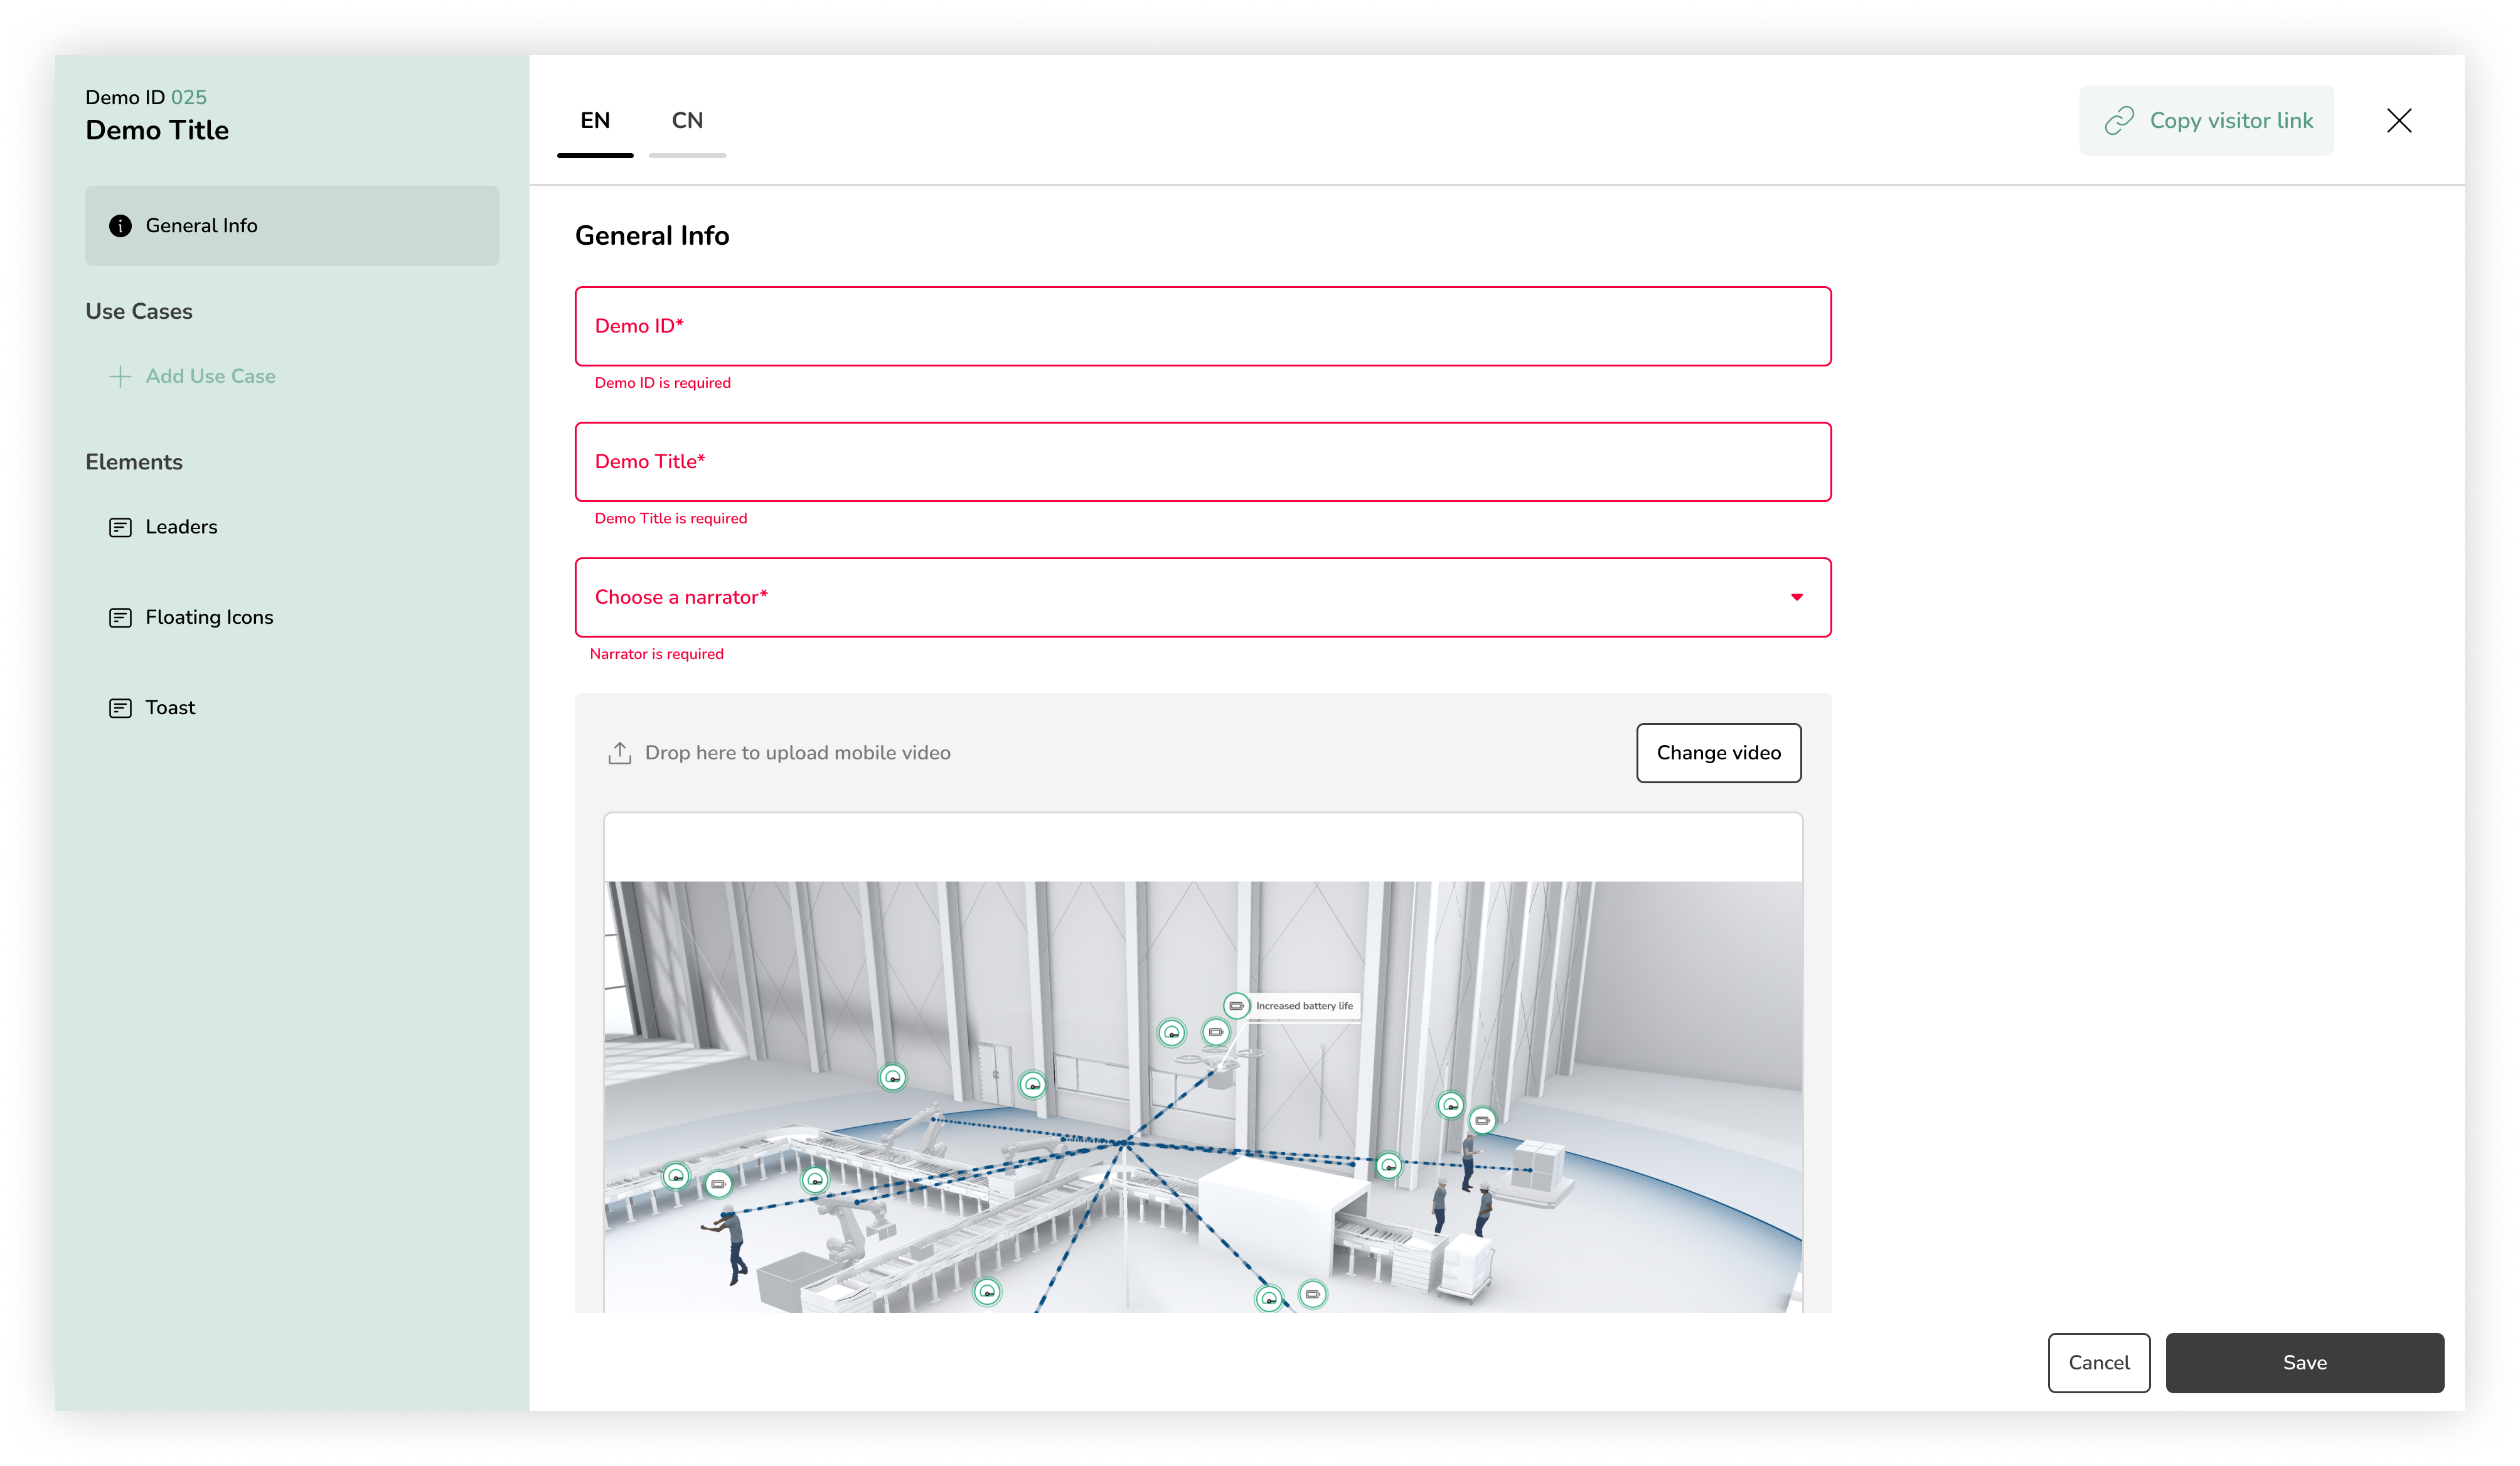 Demo ID 025
Demo Title
General Info
Use Cases
Add Use Case
Elements
Leaders
Floating Icons
Toast
EN CN
Copy visitor link
General Info
Demo ID*
Demo ID is required
Demo Title*
Demo Title is required
Choose a narrator*
Narrator is required
Drop here to upload mobile video
Change video
Increased battery life
Cancel
Save